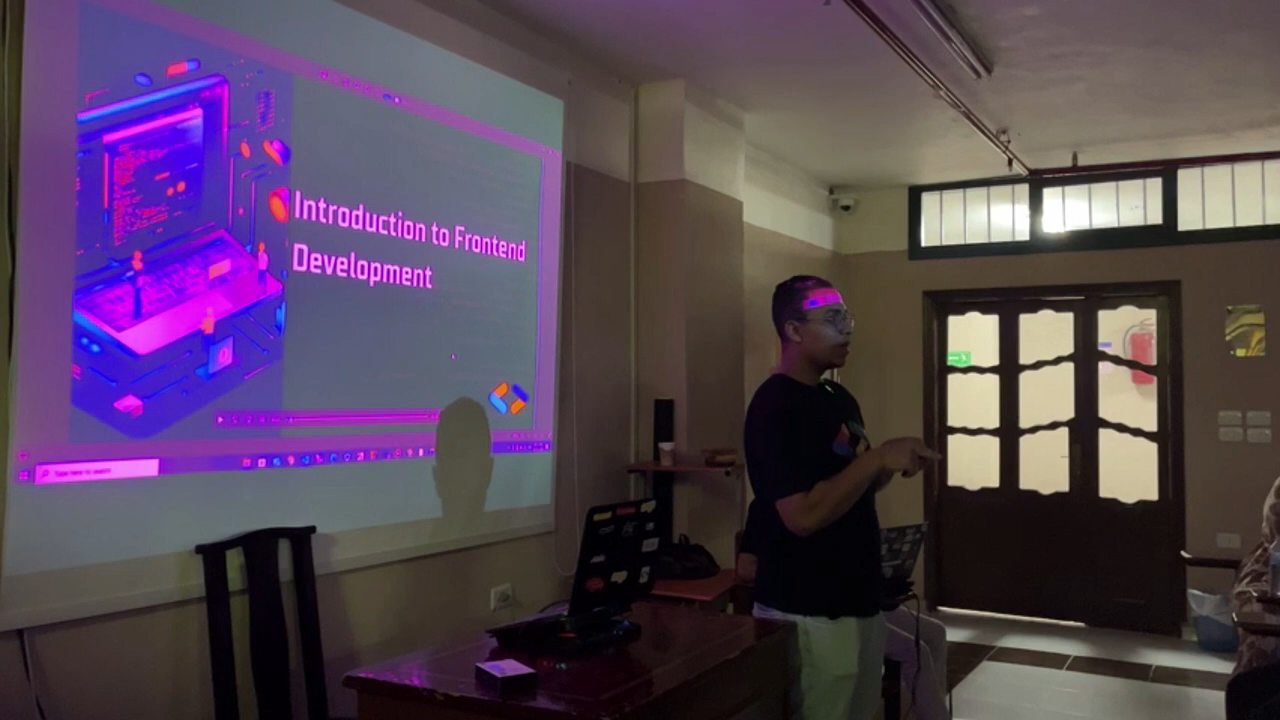 Introduction to Frontend
Development
Type here to search